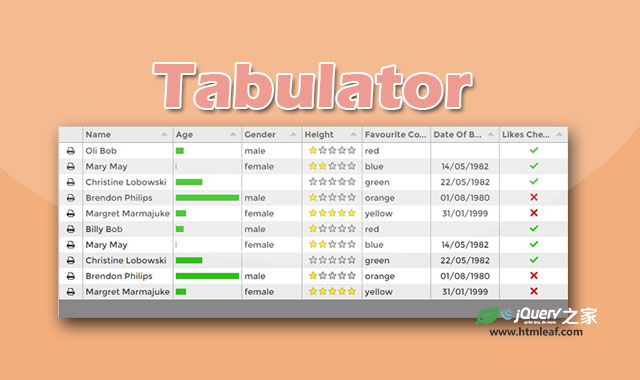 Tabulator
Name Age Gender Height Favourite Co... Date Of B... Likes Che...
Oli Bob male red
Mary May female blue 14/05/1982
Christine Lobowski green 22/05/1982
Brendon Philips male orange 01/08/1980
Margret Marmajuke female yellow 31/01/1999
Billy Bob male red
Mary May female blue 14/05/1982
Christine Lobowski green 22/05/1982
Brendon Philips male orange 01/08/1980
Margret Marmajuke female yellow 31/01/1999
jQuery之家
write less, do more.
www.htmleaf.com